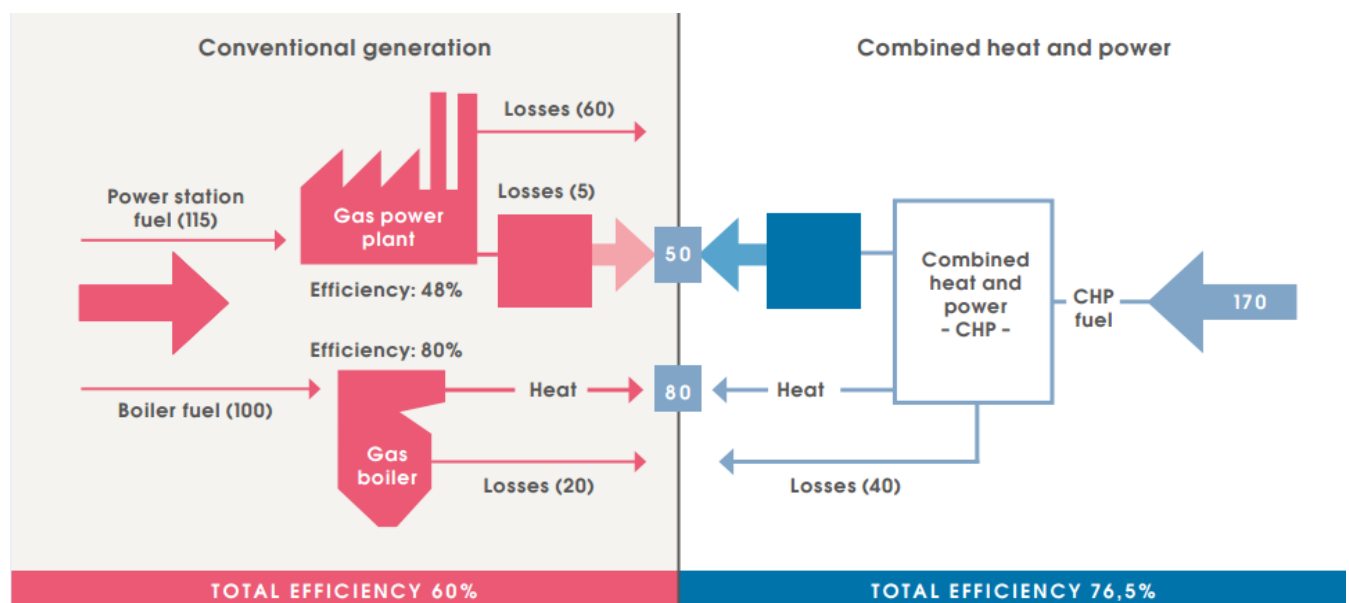 Conventional generation
Losses (60)
Power station
fuel (115)
Gas power
plant
Losses (5)
Efficiency: 48%
Efficiency: 80%
Boiler fuel (100)
Heat
Gas
boiler
Losses (20)
TOTAL EFFICIENCY 60%
50
80
Combined heat and power
Combined
heat and
power
- CHP -
CHP
fuel
170
Heat
Losses (40)
TOTAL EFFICIENCY 76,5%